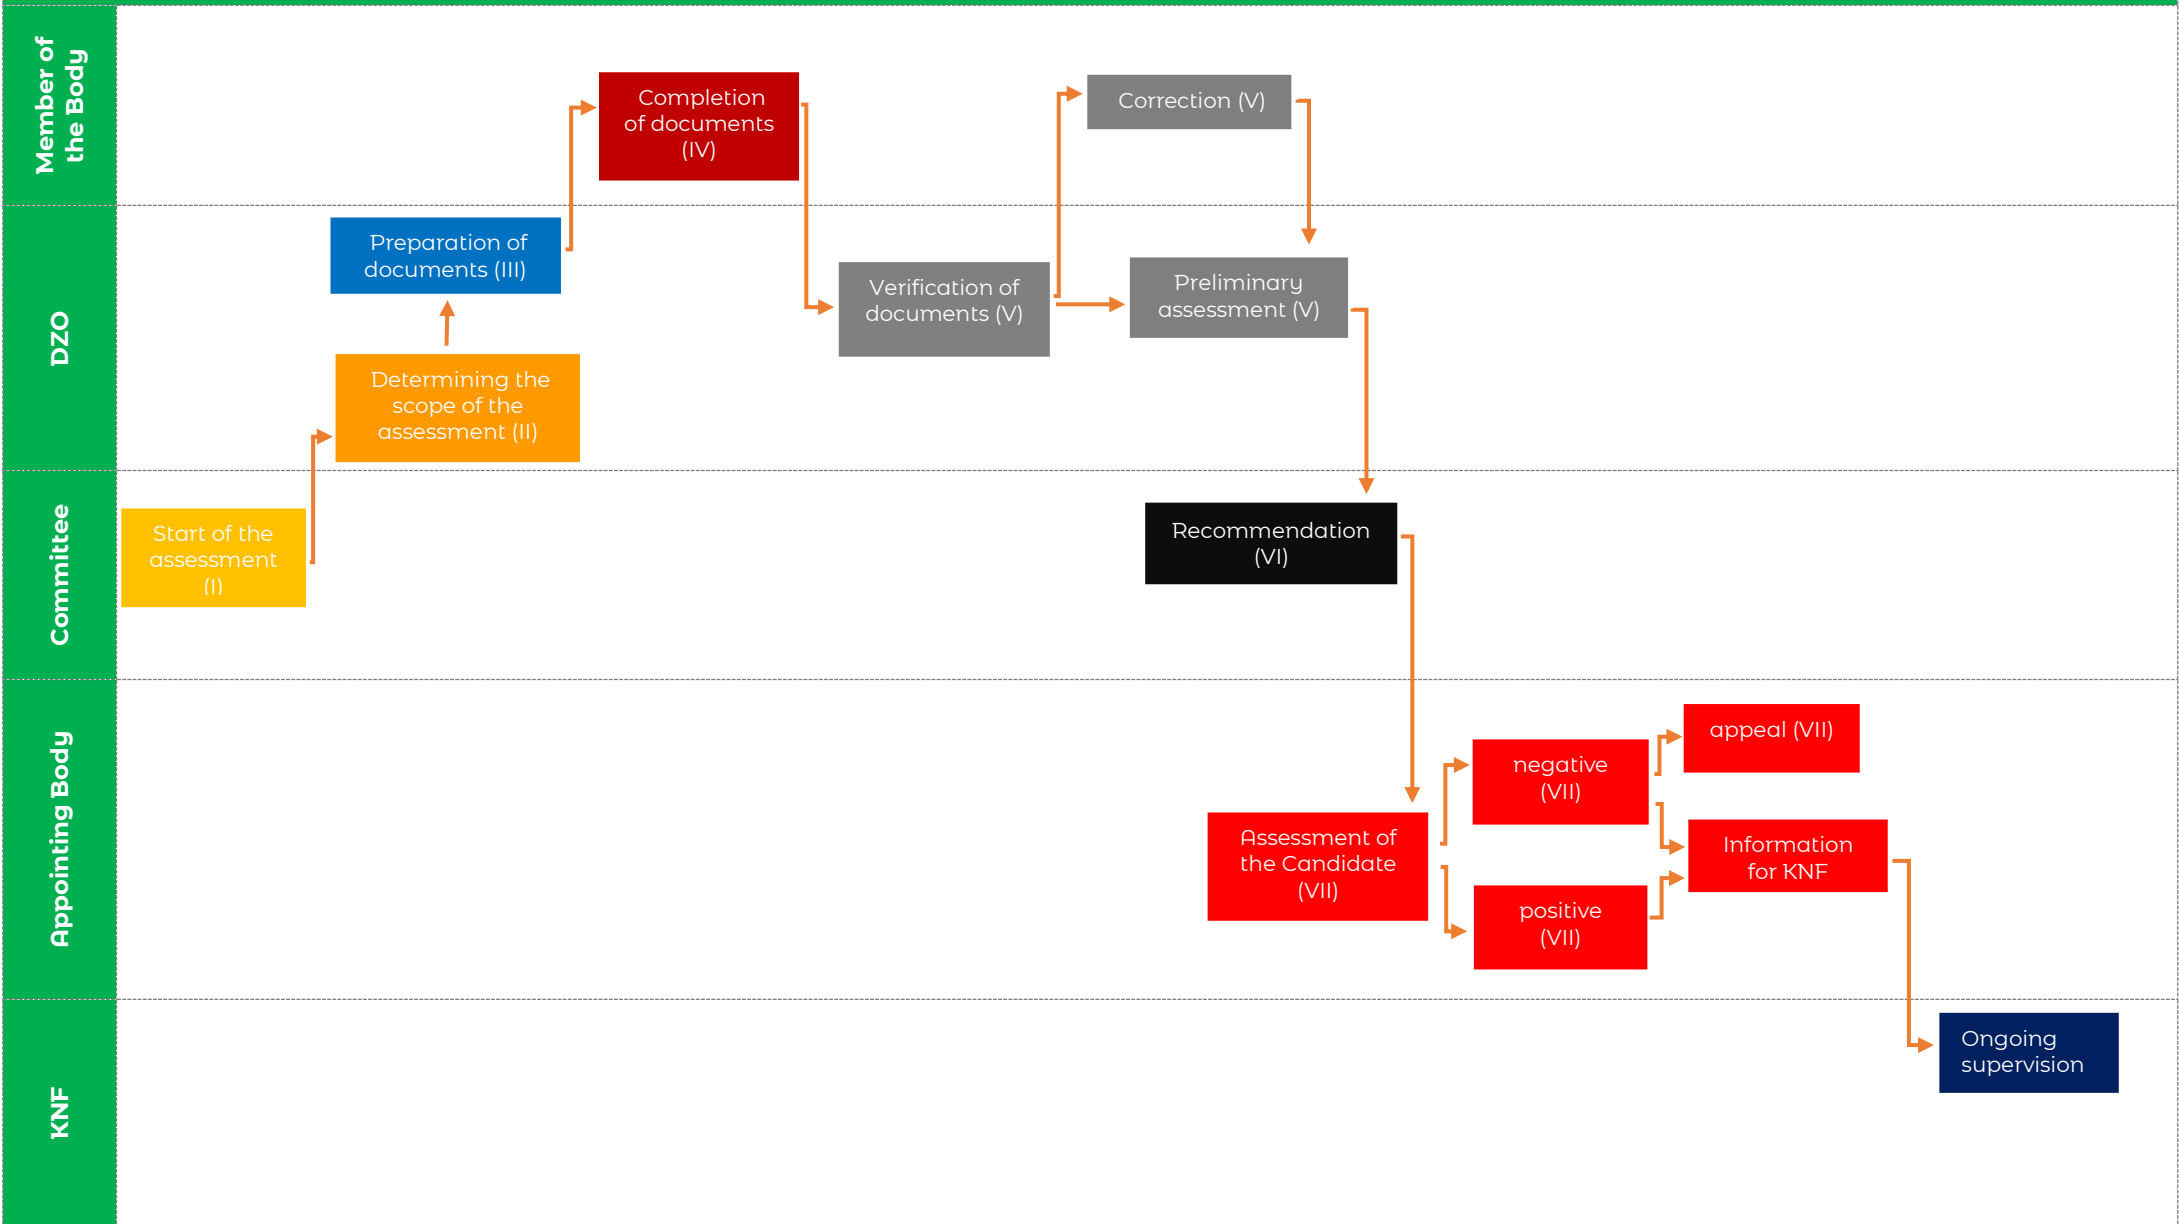 Member of
the Body
Completion
of documents
(IV)
Correction (V)
DZO
Preparation of
documents (III)
Determining the
scope of the
assessment (II)
Verification of
documents (V)
Preliminary
assessment (V)
Committee
Start of the
assessment
(I)
Recommendation
(VI)
Appointing Body
Assessment of
the Candidate
(VII)
negative
(VII)
positive
(VII)
appeal (VII)
Information
for KNF
KNF
Ongoing
supervision